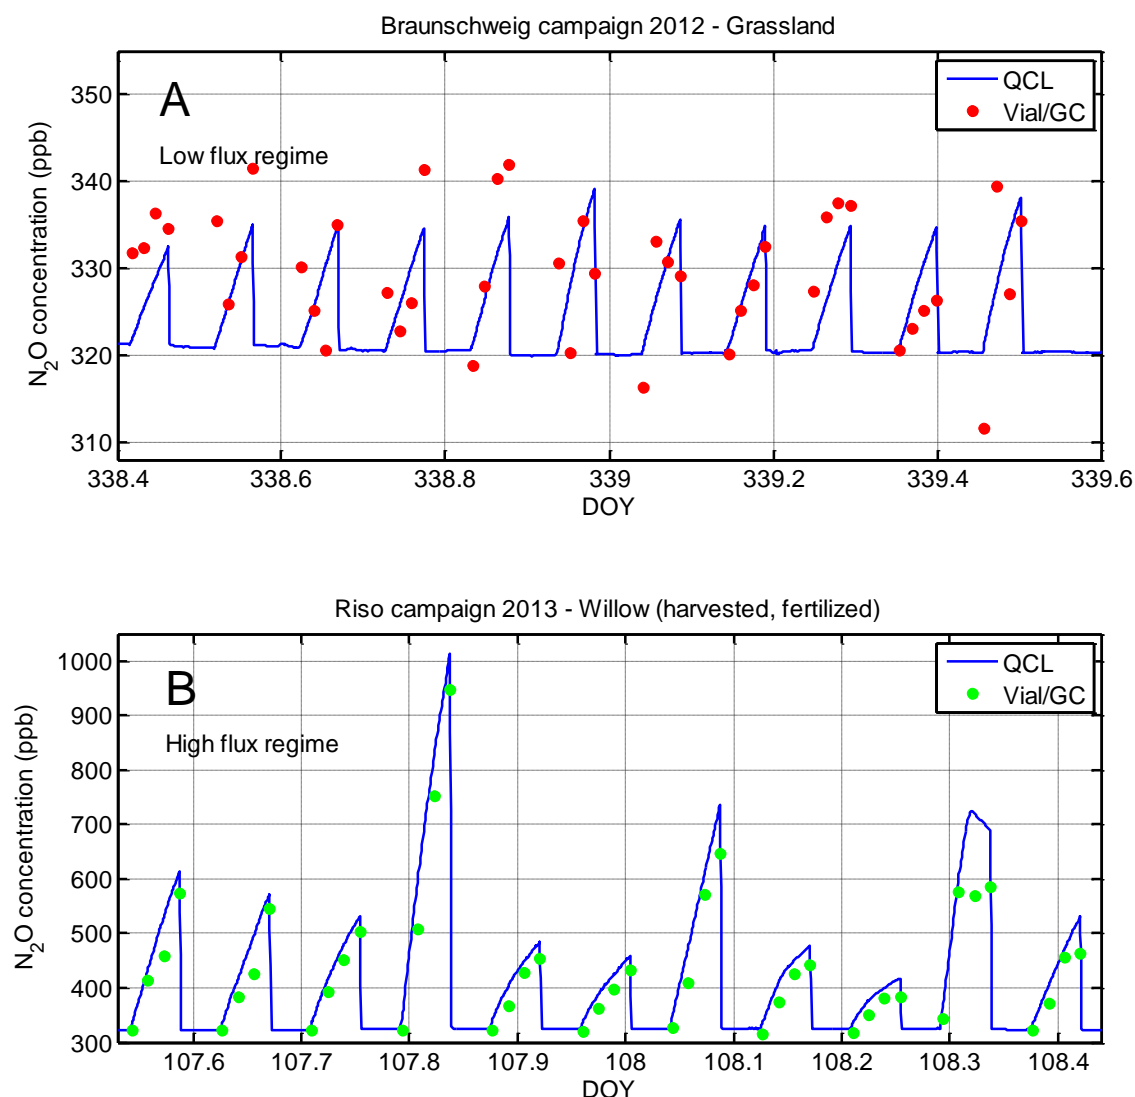 Braunschweig campaign 2012 - Grassland
A
Low flux regime
QCL
Vial/GC
N2O concentration (ppb)
350
340
330
320
310
338.4
338.6
338.8
339
339.2
339.4
339.6
DOY
Riso campaign 2013 - Willow (harvested, fertilized)
B
High flux regime
QCL
Vial/GC
N2O concentration (ppb)
1000
900
800
700
600
500
400
300
107.6
107.7
107.8
107.9
108
108.1
108.2
108.3
108.4
DOY